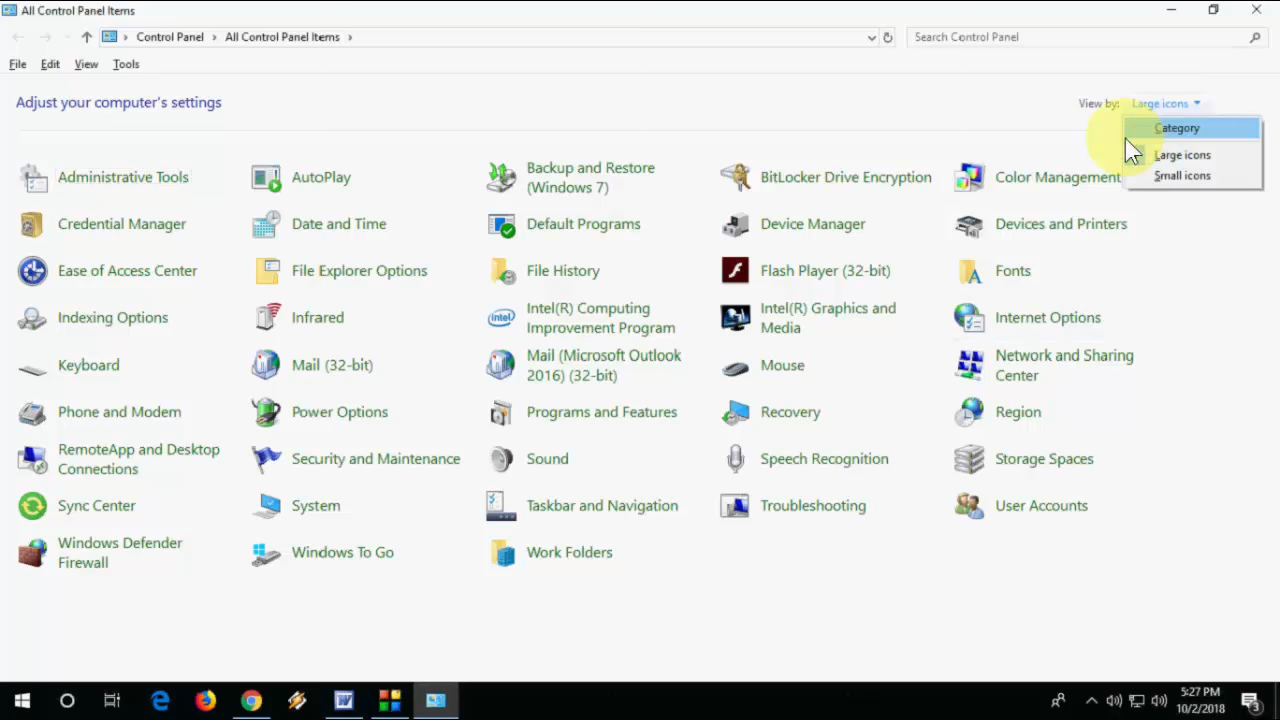 All Control Panel Items
Control Panel All Control Panel Items
Search Control Panel
File Edit View Tools
Adjust your computer's settings
View by: Large icons
Category
Large icons
Small icons
Administrative Tools
AutoPlay
Backup and Restore
(Windows 7)
BitLocker Drive Encryption
Color Management
Credential Manager
Date and Time
Default Programs
Device Manager
Devices and Printers
Ease of Access Center
File Explorer Options
File History
Flash Player (32-bit)
Fonts
Indexing Options
Infrared
Intel(R) Computing
Improvement Program
Intel(R) Graphics and
Media
Internet Options
Keyboard
Mail (32-bit)
Mail (Microsoft Outlook
2016) (32-bit)
Mouse
Network and Sharing
Center
Phone and Modem
Power Options
Programs and Features
Recovery
Region
RemoteApp and Desktop
Connections
Security and Maintenance
Sound
Speech Recognition
Storage Spaces
Sync Center
System
Taskbar and Navigation
Troubleshooting
User Accounts
Windows Defender
Firewall
Windows To Go
Work Folders
5:27 PM
10/2/2018
3